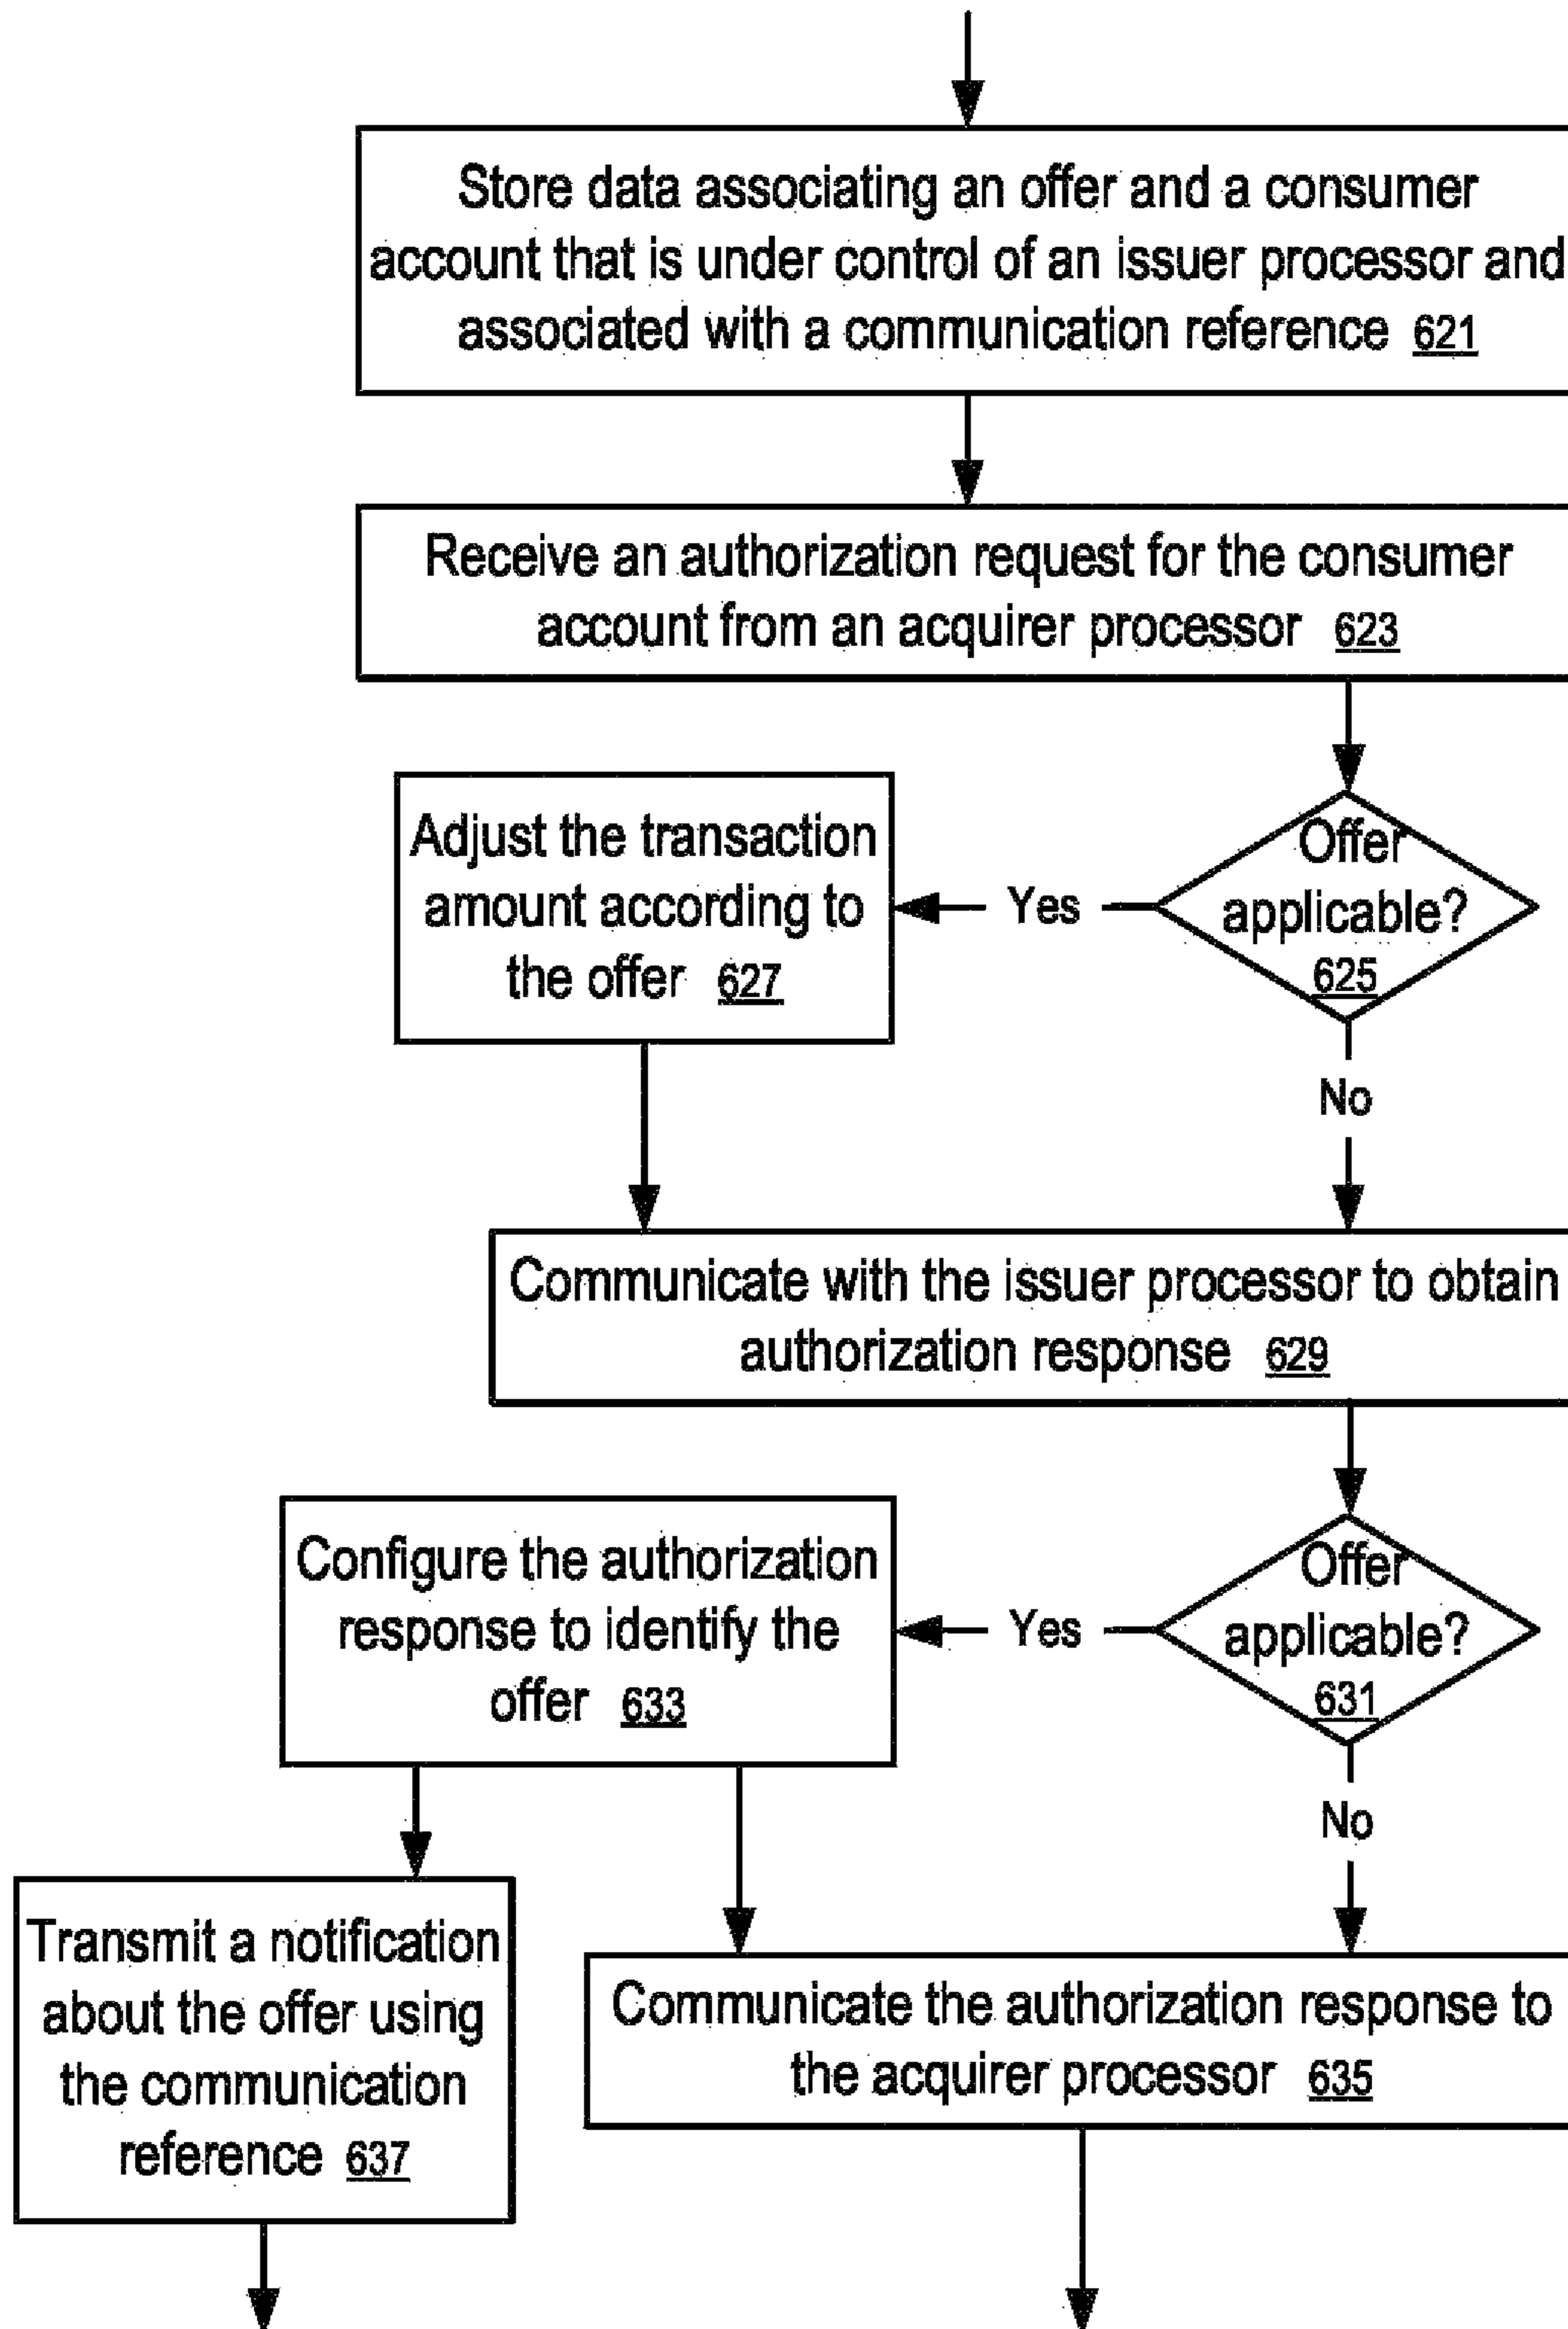 Store data associating an offer and a consumer
account that is under control of an issuer processor and
associated with a communication reference 621
Receive an authorization request for the consumer
account from an acquirer processor 623
Adjust the transaction
amount according to
the offer 627
Yes
Offer
applicable?
625
No
Communicate with the issuer processor to obtain
authorization response 629
Configure the authorization
response to identify the
offer 633
Yes
Offer
applicable?
631
No
Transmit a notification
about the offer using
the communication
reference 637
Communicate the authorization response to
the acquirer processor 635